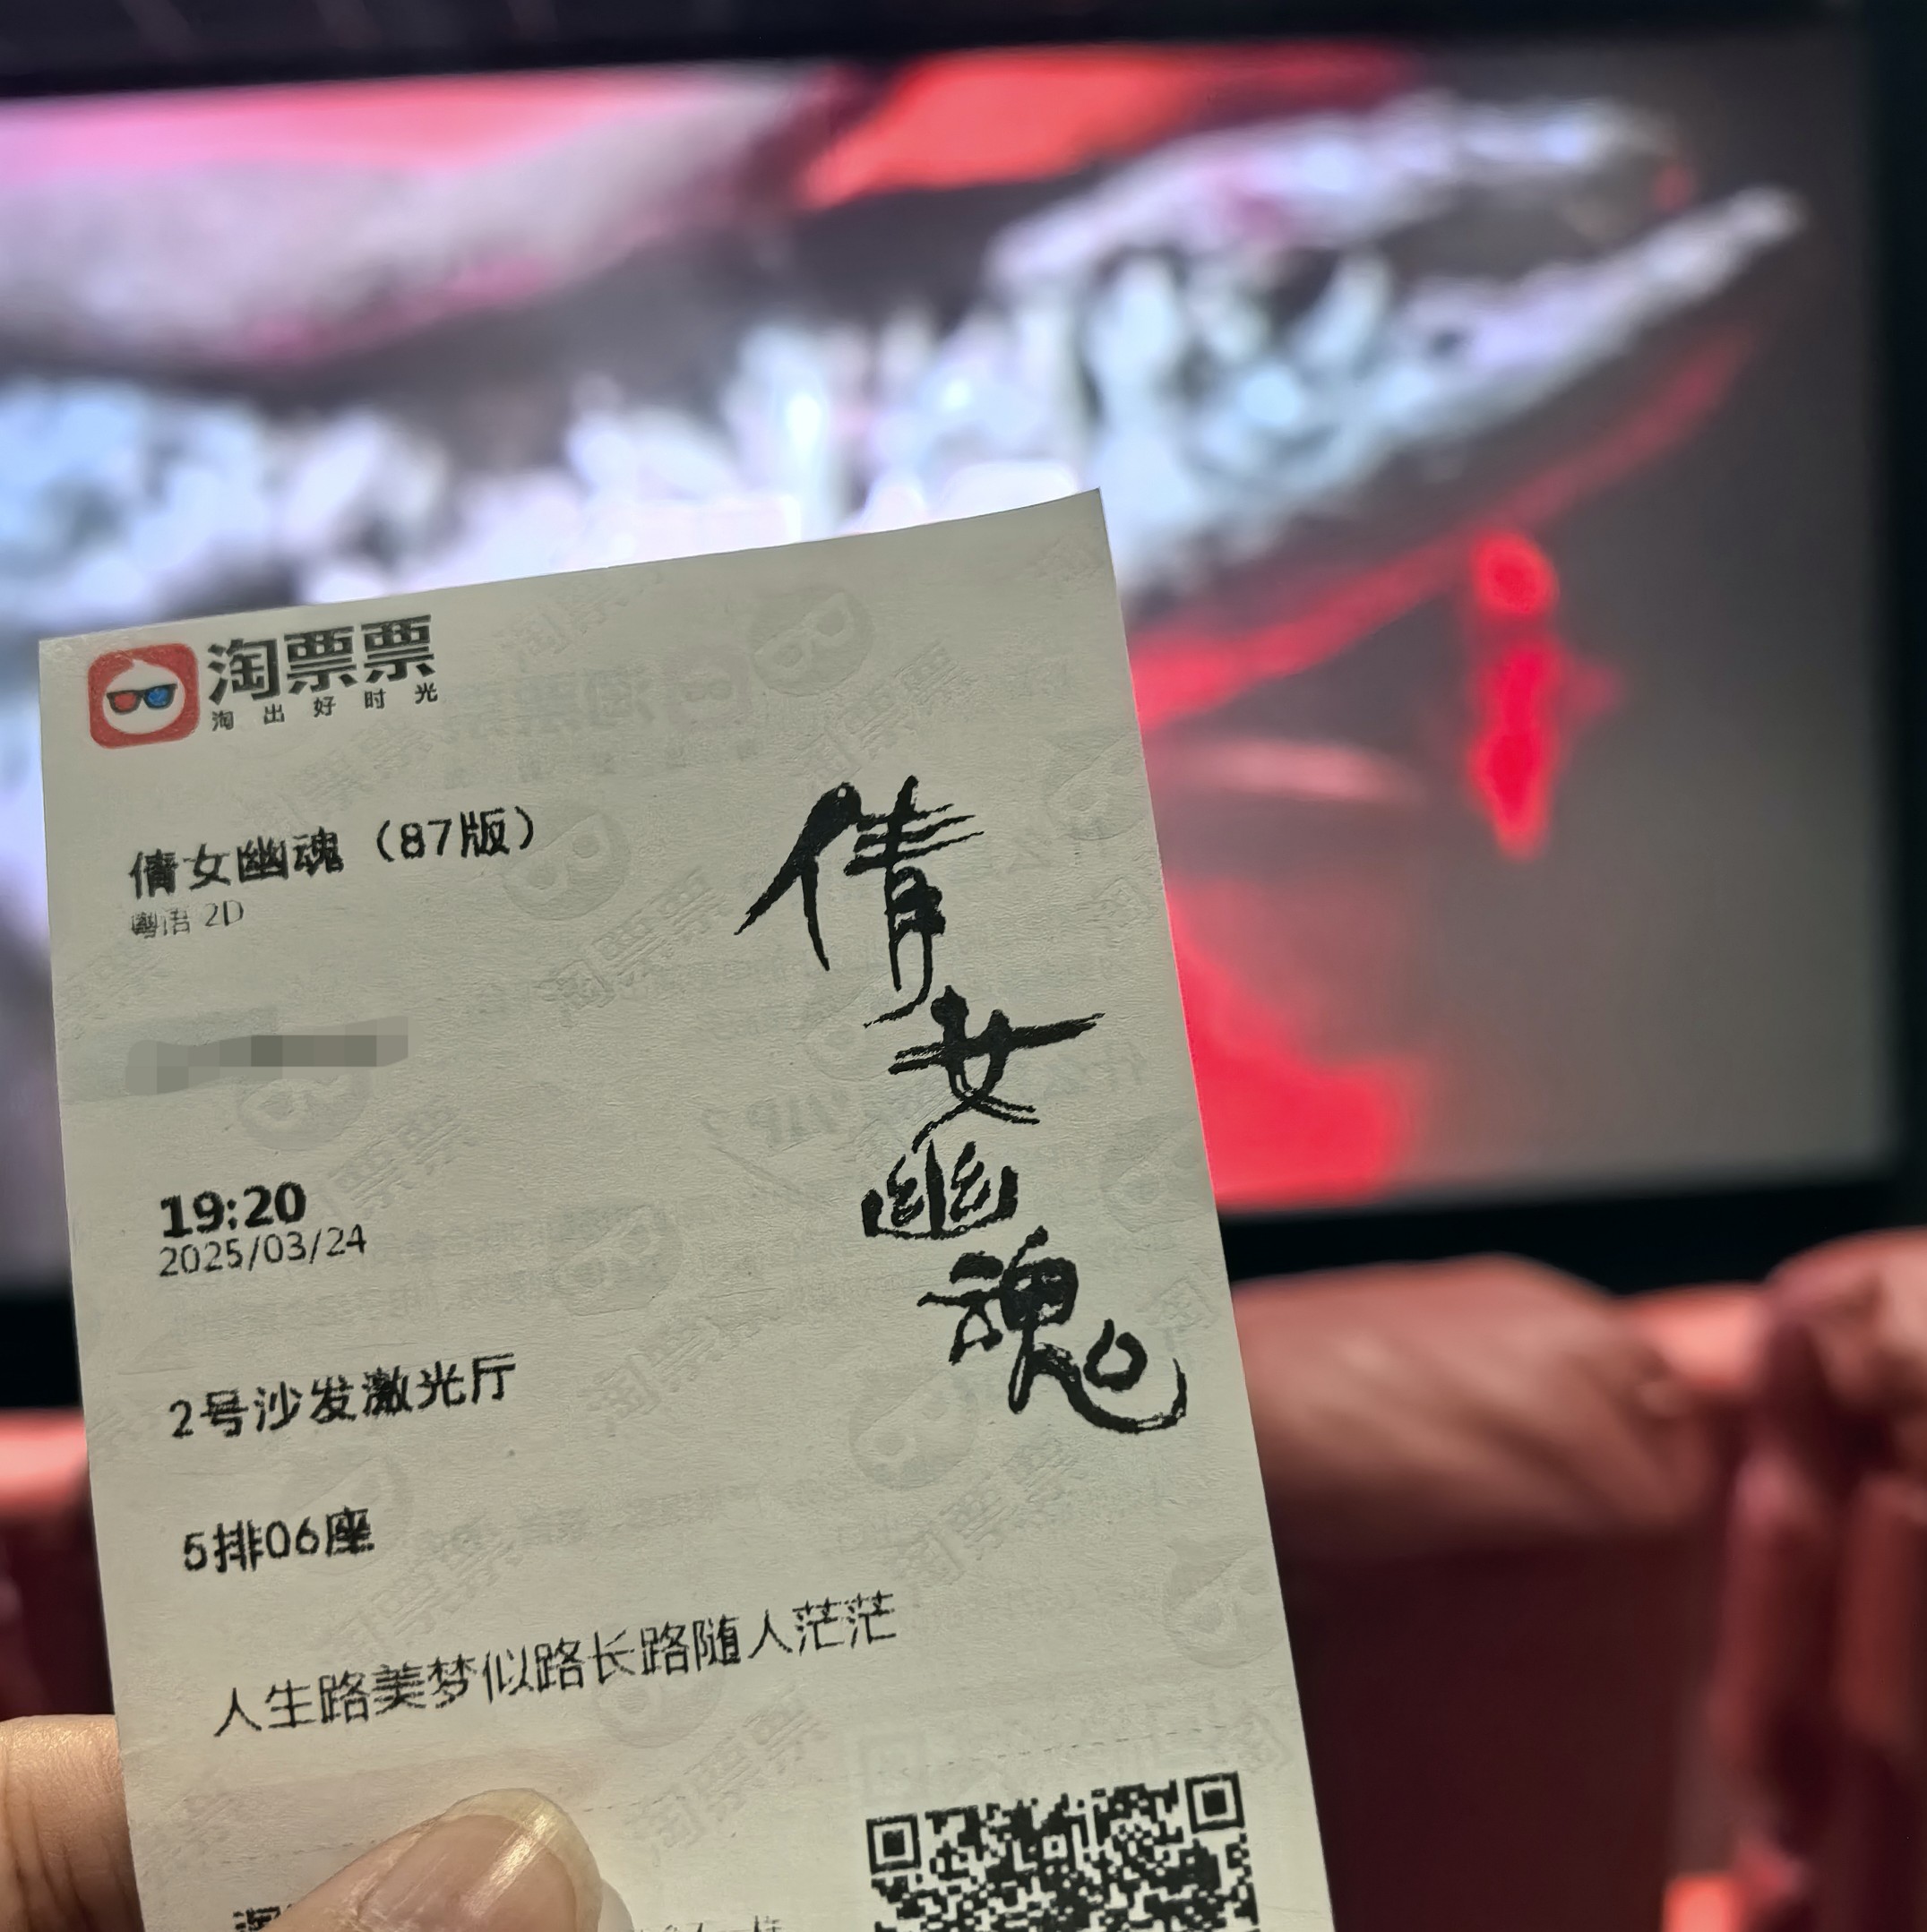 淘票票
淘出好时光
倩女幽魂（87版）
粤语 2D
倩女幽魂
19:20
2025/03/24
2号沙发激光厅
5排06座
人生路美梦似路长路随人茫茫